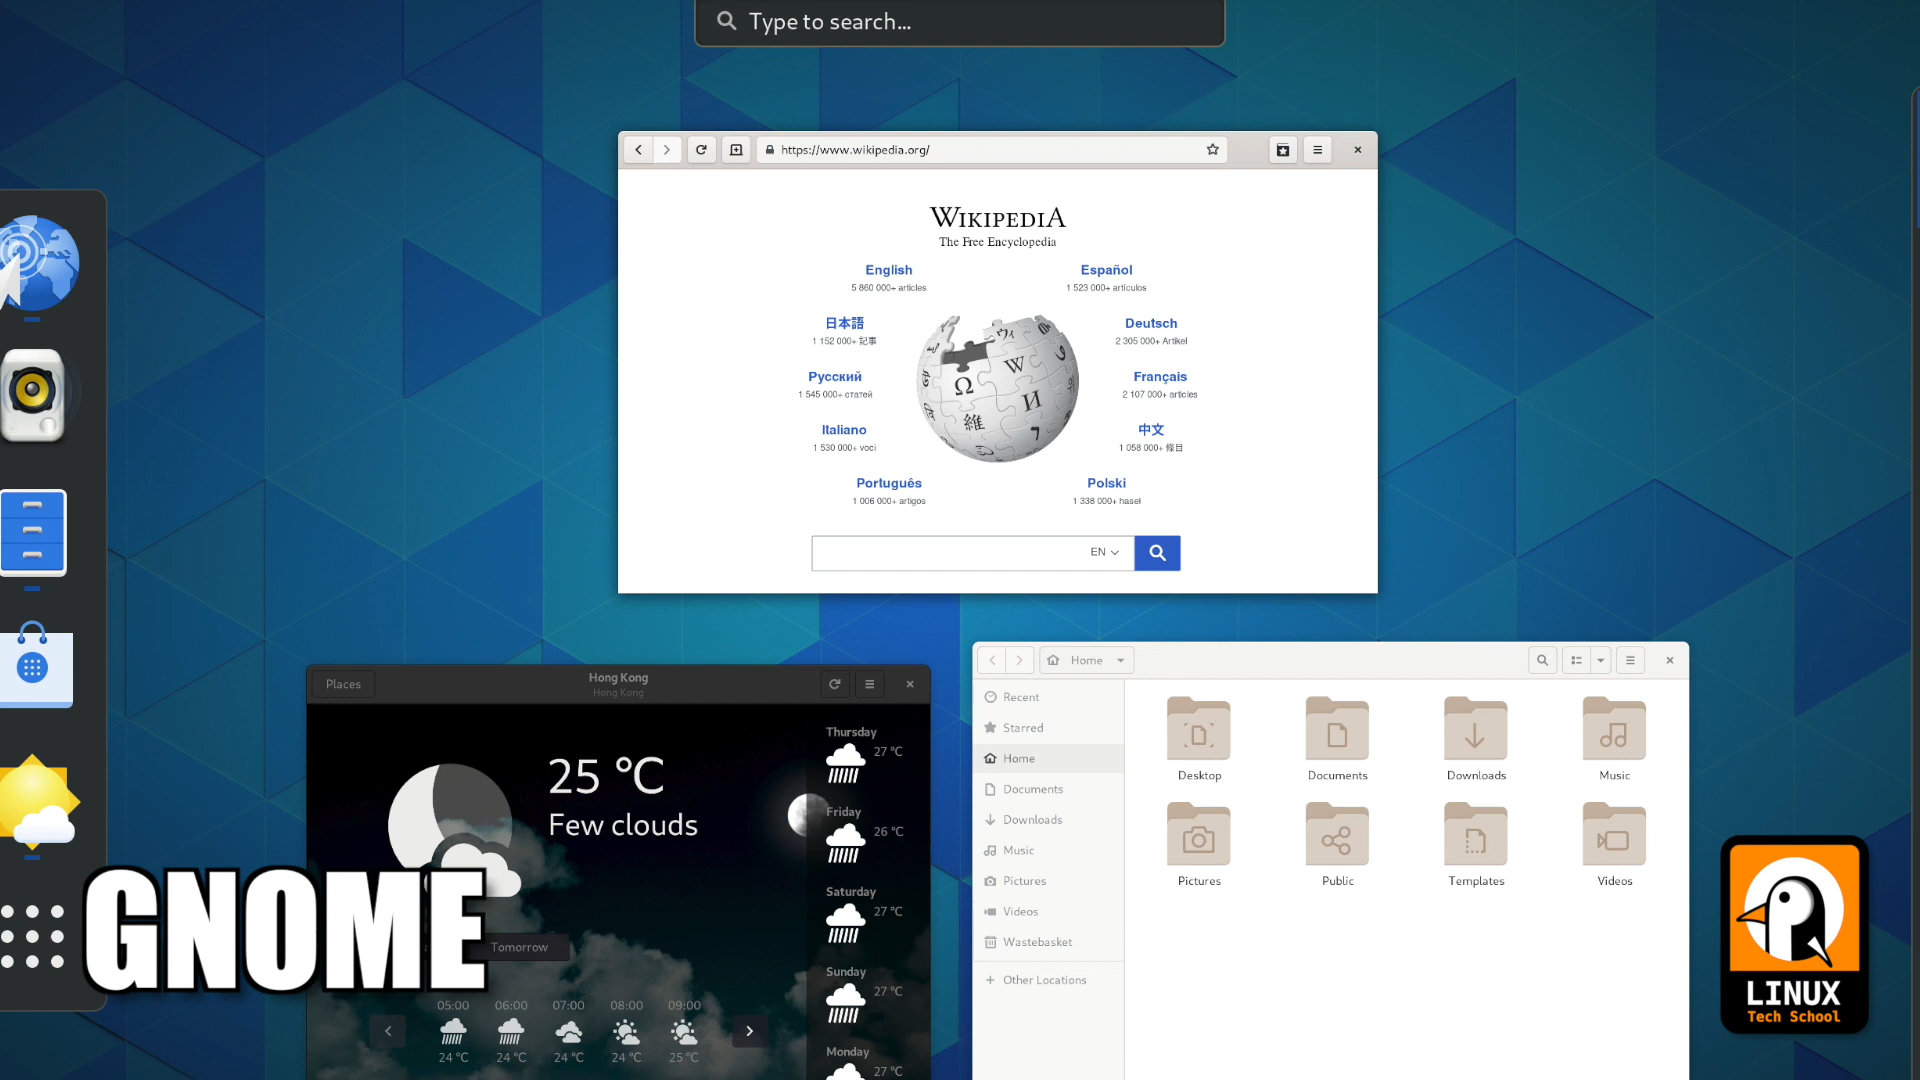 Type to search...
https://www.wikipedia.org/
WIKIPEDIA
The Free Encyclopedia
English
5 860 000+ articles
Español
1 523 000+ artículos
日本語
1 152 000+ 記事
Deutsch
2 305 000+ Artikel
Русский
1 545 000+ статей
Français
2 107 000+ articles
Italiano
1 530 000+ voci
中文
1 058 000+ 條目
Português
1 006 000+ artigos
Polski
1 338 000+ haseł
Ω
W
И
維
ウィ
EN
Places
Hong Kong
Hong Kong
25 °C
Few clouds
Thursday
27 °C
Friday
26 °C
Saturday
27 °C
Sunday
27 °C
Monday
27 °C
Tomorrow
05:00 06:00 07:00 08:00 09:00
24 °C 24 °C 24 °C 24 °C 25 °C
Home
Recent
Starred
Home
Documents
Downloads
Music
Pictures
Videos
Wastebasket
Other Locations
Desktop Documents Downloads Music
Pictures Public Templates Videos
GNOME
LINUX
Tech School